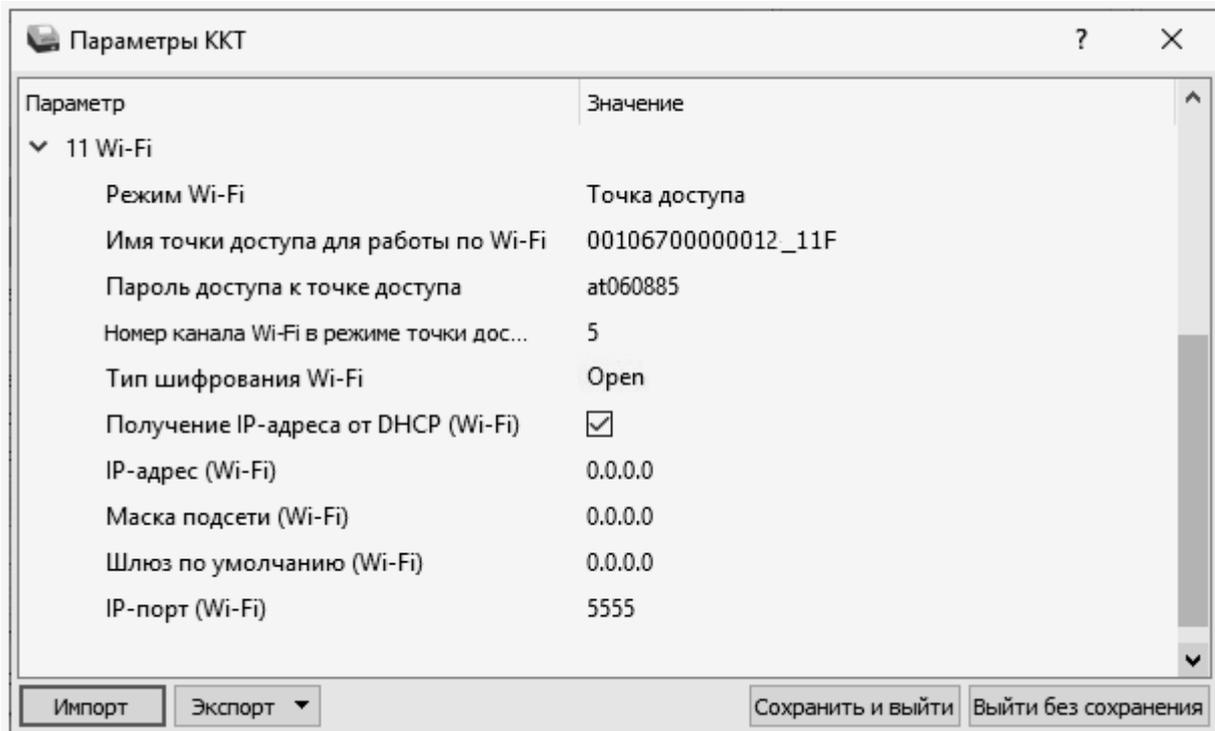 Параметры ККТ ?
Параметр Значение
11 Wi-Fi
Режим Wi-Fi Точка доступа
Имя точки доступа для работы по Wi-Fi 00106700000012_11F
Пароль доступа к точке доступа at060885
Номер канала Wi-Fi в режиме точки дос... 5
Тип шифрования Wi-Fi Open
Получение IP-адреса от DHCP (Wi-Fi)
IP-адрес (Wi-Fi) 0.0.0.0
Маска подсети (Wi-Fi) 0.0.0.0
Шлюз по умолчанию (Wi-Fi) 0.0.0.0
IP-порт (Wi-Fi) 5555
Импорт Экспорт Сохранить и выйти Выйти без сохранения